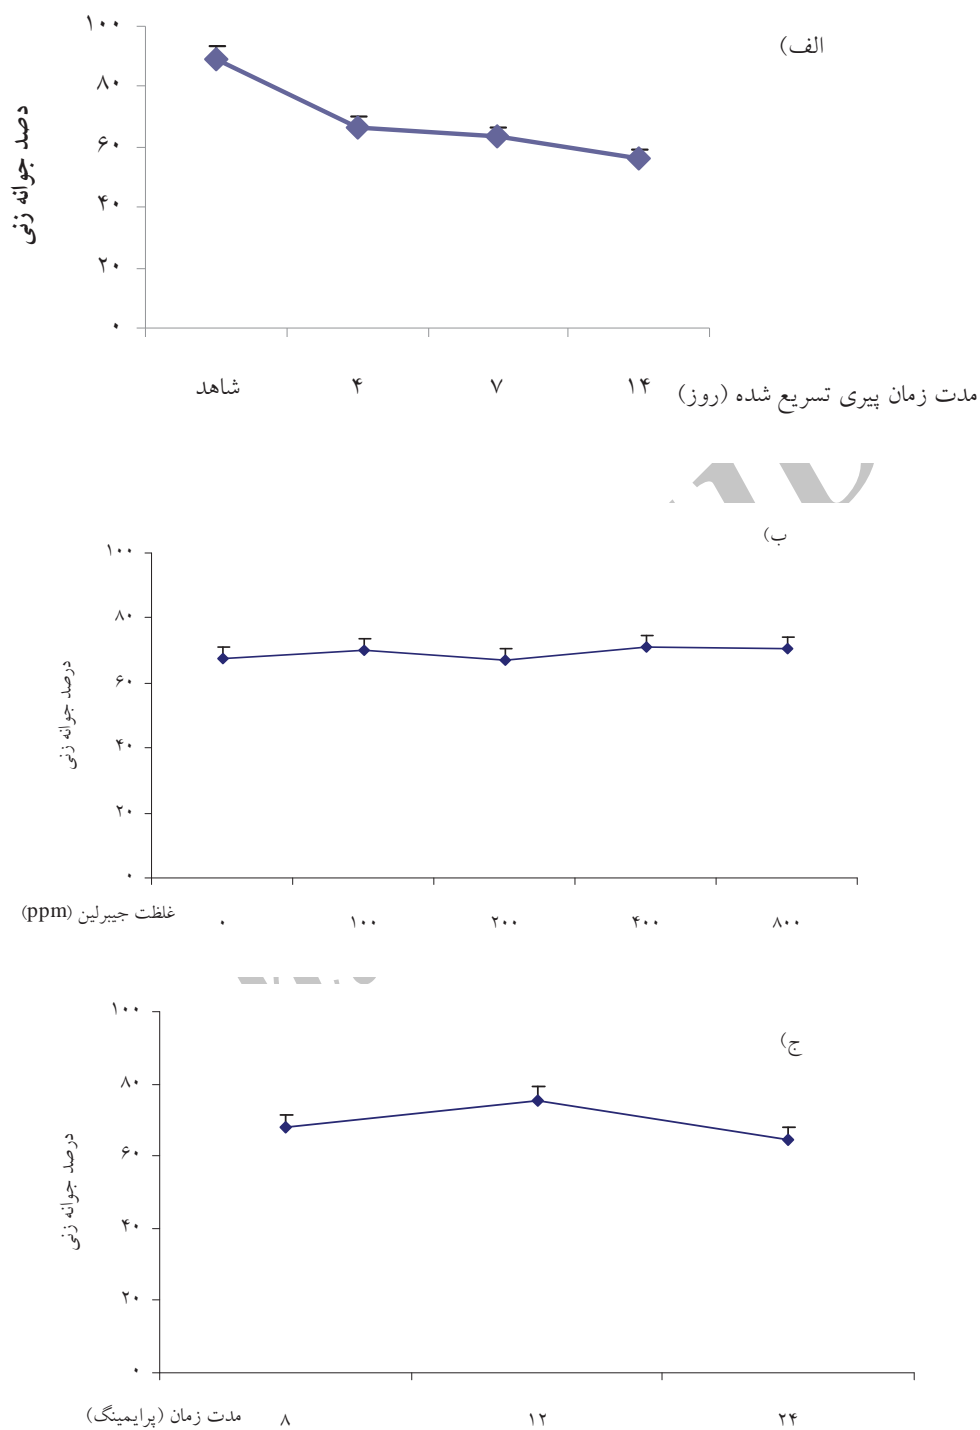 الف)
۱۰۰
۸۰
۶۰
۴۰
۲۰
۰
دصد جوانه زنی
شاهد ۴ ۷ ۱۴
مدت زمان پیری تسریع شده (روز)
ب)
۱۰۰
۸۰
۶۰
۴۰
۲۰
۰
درصد جوانه زنی
۰ ۱۰۰ ۲۰۰ ۴۰۰ ۸۰۰
غلظت جیبرلین (ppm)
ج)
۱۰۰
۸۰
۶۰
۴۰
۲۰
۰
درصد جوانه زنی
۸ ۱۲ ۲۴
مدت زمان (پرایمینگ)